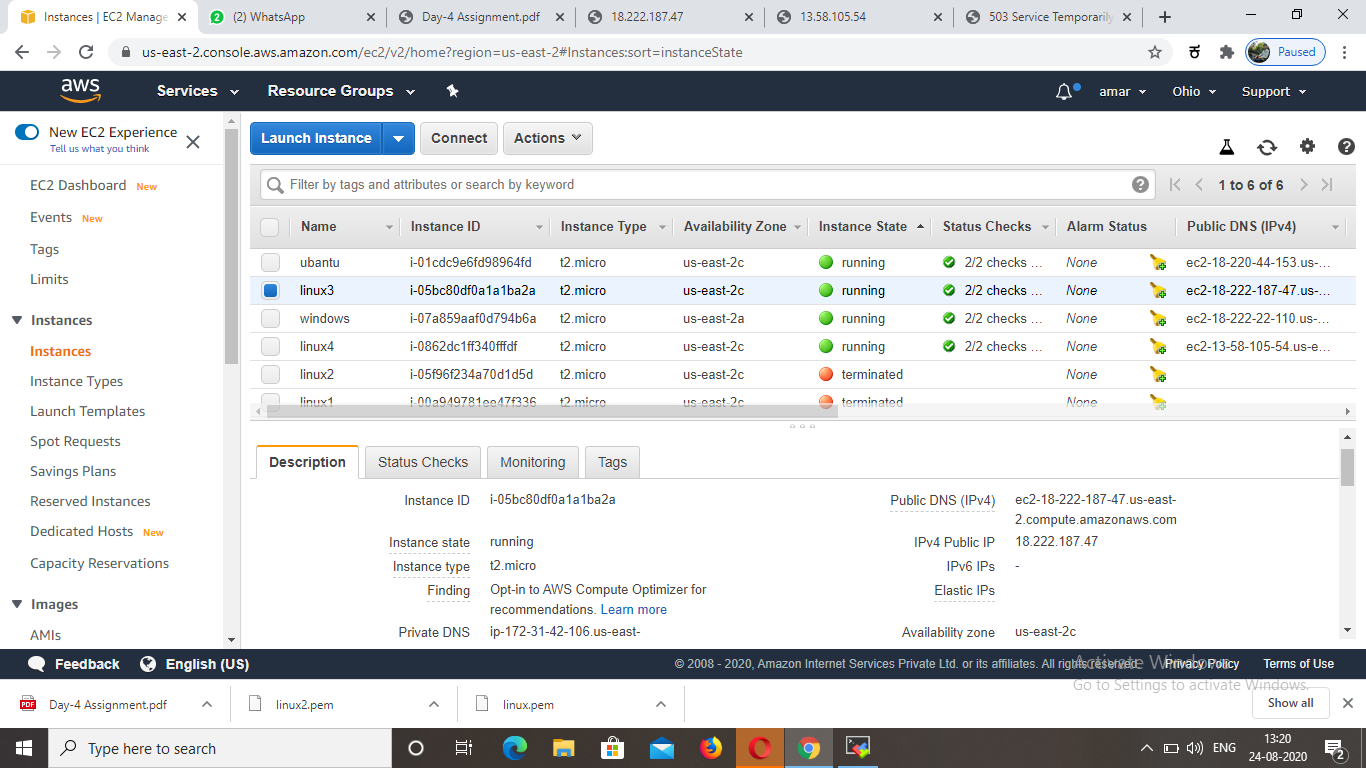 Instances | EC2 Manage
(2) WhatsApp
Day-4 Assignment.pdf
18.222.187.47
13.58.105.54
503 Service Temporarily
us-east-2.console.aws.amazon.com/ec2/v2/home?region=us-east-2#Instances:sort=instanceState
Paused
aws Services Resource Groups amar Ohio Support
New EC2 Experience
Tell us what you think
EC2 Dashboard New
Events New
Tags
Limits
Instances
Instances
Instance Types
Launch Templates
Spot Requests
Savings Plans
Reserved Instances
Dedicated Hosts New
Capacity Reservations
Images
AMIs
Launch Instance Connect Actions
Filter by tags and attributes or search by keyword
1 to 6 of 6
Name Instance ID Instance Type Availability Zone Instance State Status Checks Alarm Status Public DNS (IPv4)
ubantu i-01cdc9e6fd98964fd t2.micro us-east-2c running 2/2 checks ... None ec2-18-220-44-153.us-...
linux3 i-05bc80df0a1a1ba2a t2.micro us-east-2c running 2/2 checks ... None ec2-18-222-187-47.us-...
windows i-07a859aaf0d794b6a t2.micro us-east-2a running 2/2 checks ... None ec2-18-222-22-110.us-...
linux4 i-0862dc1ff340fffdf t2.micro us-east-2c running 2/2 checks ... None ec2-13-58-105-54.us-e...
linux2 i-05f96f234a70d1d5d t2.micro us-east-2c terminated None
linux1 i-00a949781ee47f336 t2.micro us-east-2c terminated None
Description Status Checks Monitoring Tags
Instance ID i-05bc80df0a1a1ba2a
Public DNS (IPv4) ec2-18-222-187-47.us-east-
2.compute.amazonaws.com
Instance state running
IPv4 Public IP 18.222.187.47
Instance type t2.micro
IPv6 IPs -
Finding Opt-in to AWS Compute Optimizer for
recommendations. Learn more
Elastic IPs
Private DNS ip-172-31-42-106.us-east-
Availability zone us-east-2c
Feedback English (US)
© 2008 - 2020, Amazon Internet Services Private Ltd. or its affiliates. All rights reserved.
Privacy Policy Terms of Use
Activate Windows
Go to Settings to activate Windows.
Day-4 Assignment.pdf
linux2.pem
linux.pem
Show all
Type here to search
ENG
13:20
24-08-2020
2